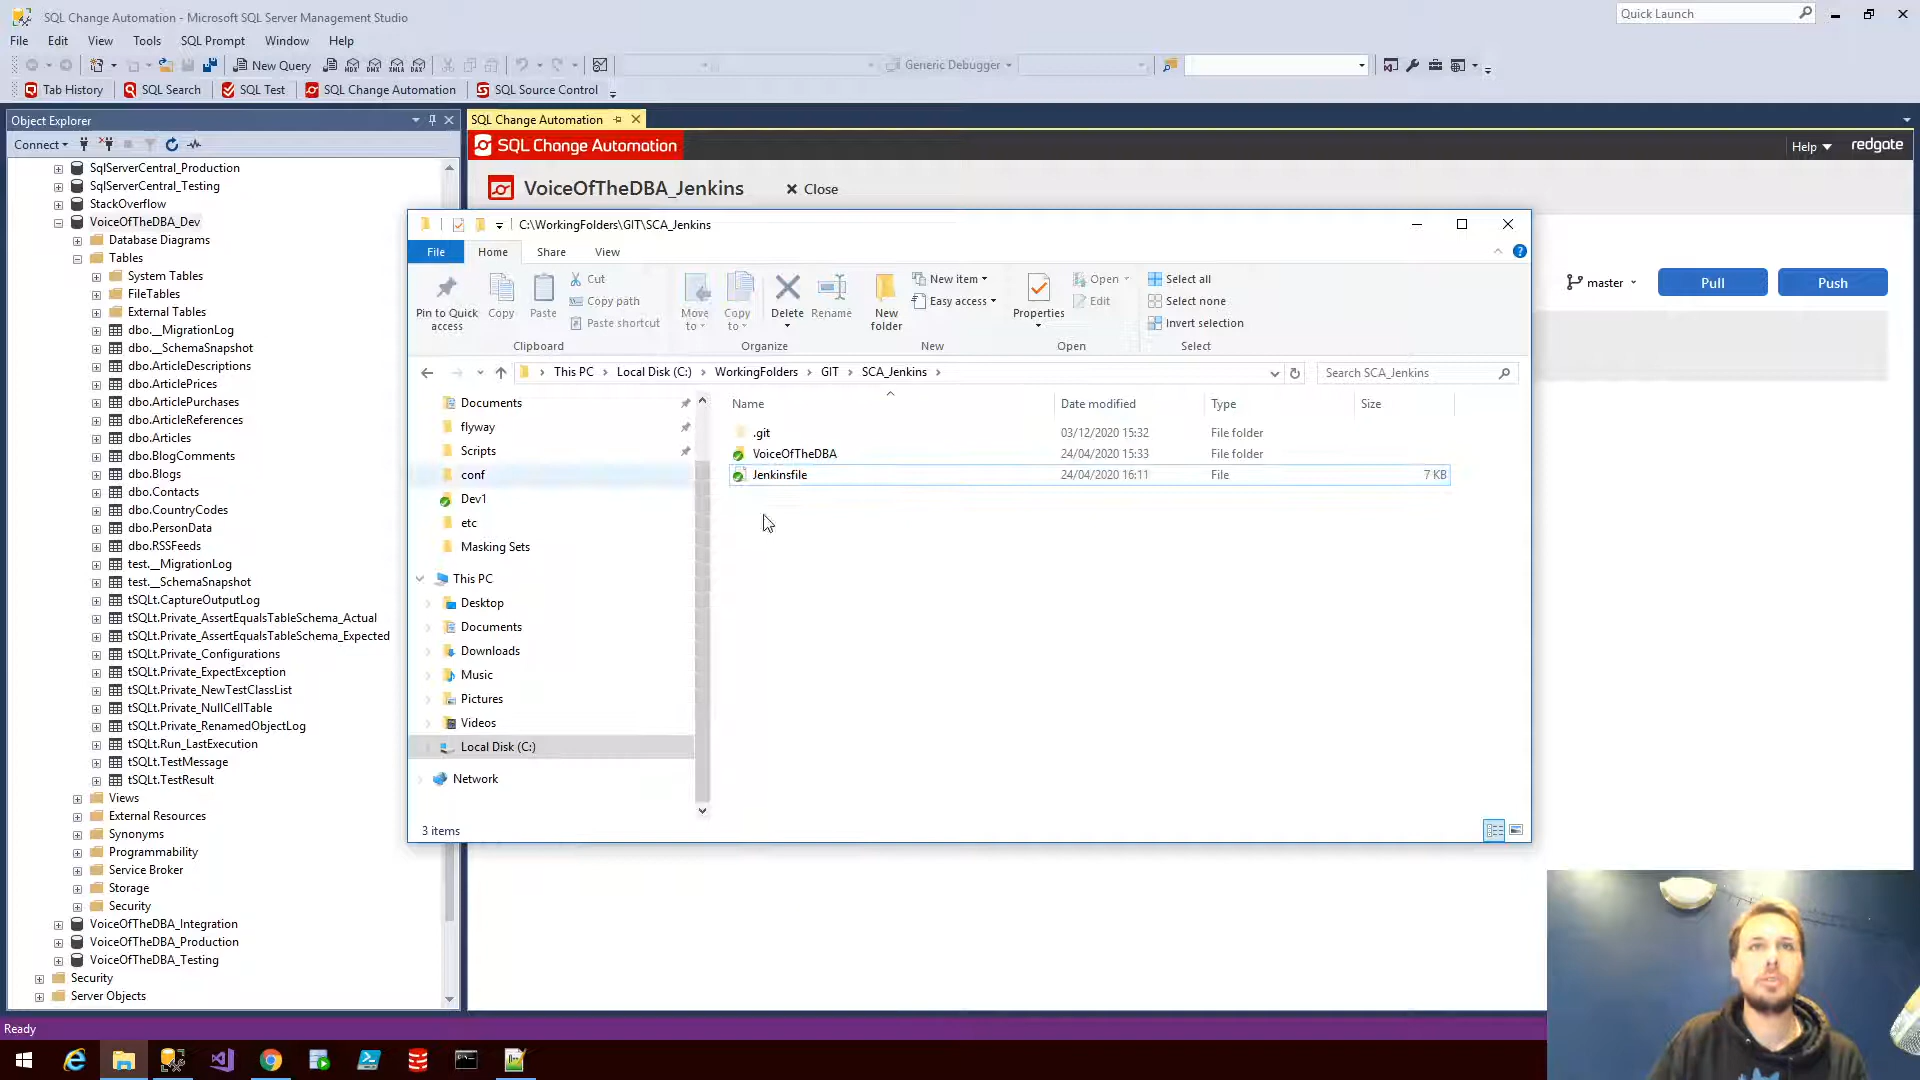 SQL Change Automation - Microsoft SQL Server Management Studio
Quick Launch
File Edit View Tools SQL Prompt Window Help
New Query
MDX DMX XMLA DAX
Generic Debugger
Tab History SQL Search SQL Test SQL Change Automation SQL Source Control
Object Explorer
Connect
SqlServerCentral_Production
SqlServerCentral_Testing
StackOverflow
VoiceOfTheDBA_Dev
Database Diagrams
Tables
System Tables
FileTables
External Tables
dbo.__MigrationLog
dbo.__SchemaSnapshot
dbo.ArticleDescriptions
dbo.ArticlePrices
dbo.ArticlePurchases
dbo.ArticleReferences
dbo.Articles
dbo.BlogComments
dbo.Blogs
dbo.Contacts
dbo.CountryCodes
dbo.PersonData
dbo.RSSFeeds
test.__MigrationLog
test.__SchemaSnapshot
tSQLt.CaptureOutputLog
tSQLt.Private_AssertEqualsTableSchema_Actual
tSQLt.Private_AssertEqualsTableSchema_Expected
tSQLt.Private_Configurations
tSQLt.Private_ExpectException
tSQLt.Private_NewTestClassList
tSQLt.Private_NullCellTable
tSQLt.Private_RenamedObjectLog
tSQLt.Run_LastExecution
tSQLt.TestMessage
tSQLt.TestResult
Views
External Resources
Synonyms
Programmability
Service Broker
Storage
Security
VoiceOfTheDBA_Integration
VoiceOfTheDBA_Production
VoiceOfTheDBA_Testing
Security
Server Objects
SQL Change Automation
SQL Change Automation
Help redgate
VoiceOfTheDBA_Jenkins Close
master Pull Push
C:\WorkingFolders\GIT\SCA_Jenkins
File Home Share View
Pin to Quick access
Copy
Paste
Cut
Copy path
Paste shortcut
Clipboard
Move to
Copy to
Delete
Rename
Organize
New folder
New item
Easy access
New
Properties
Open
Edit
Open
Select all
Select none
Invert selection
Select
This PC Local Disk (C:) WorkingFolders GIT SCA_Jenkins
Search SCA_Jenkins
Documents
flyway
Scripts
conf
Dev1
etc
Masking Sets
This PC
Desktop
Documents
Downloads
Music
Pictures
Videos
Local Disk (C:)
Network
Name Date modified Type Size
.git 03/12/2020 15:32 File folder
VoiceOfTheDBA 24/04/2020 15:33 File folder
Jenkinsfile 24/04/2020 16:11 File 7 KB
3 items
Ready